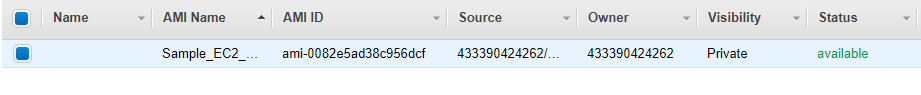 Name AMI Name AMI ID Source Owner Visibility Status
Sample_EC2_... ami-0082e5ad38c956dcf 433390424262/... 433390424262 Private available